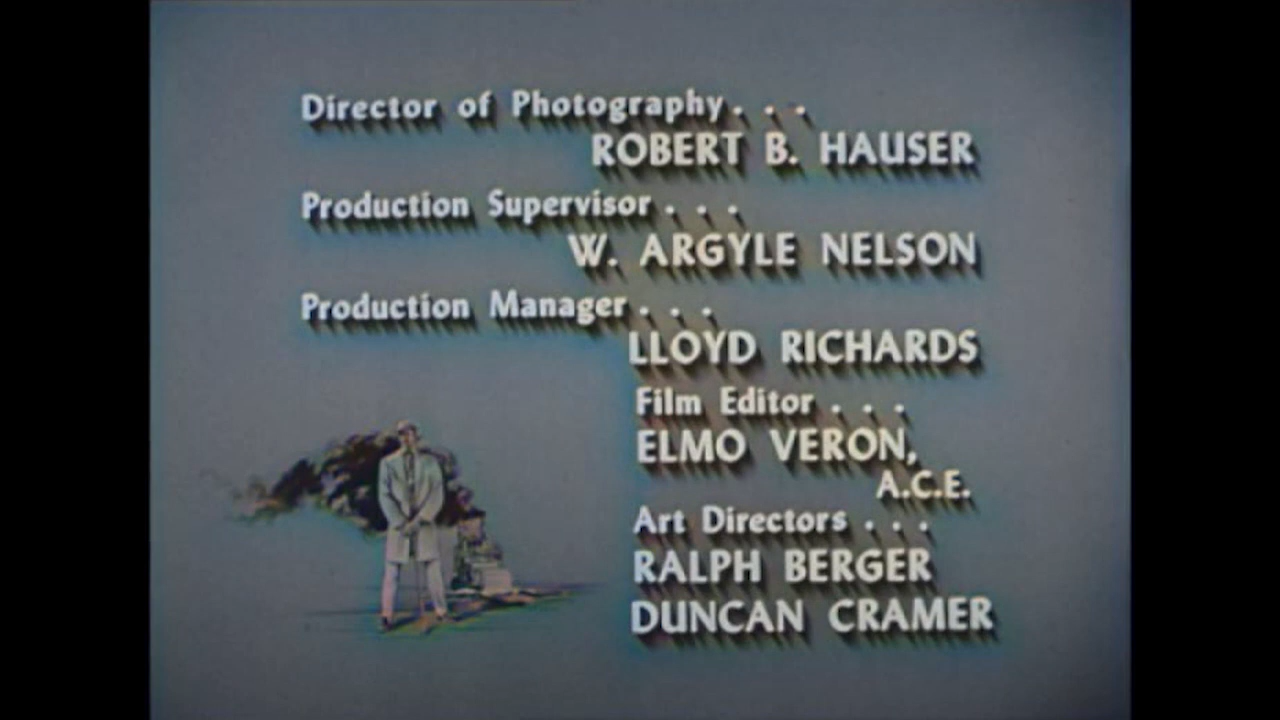 Director of Photography . . .
ROBERT B. HAUSER
Production Supervisor . . .
W. ARGYLE NELSON
Production Manager . . .
LLOYD RICHARDS
Film Editor . . .
ELMO VERON,
A.C.E.
Art Directors . . .
RALPH BERGER
DUNCAN CRAMER